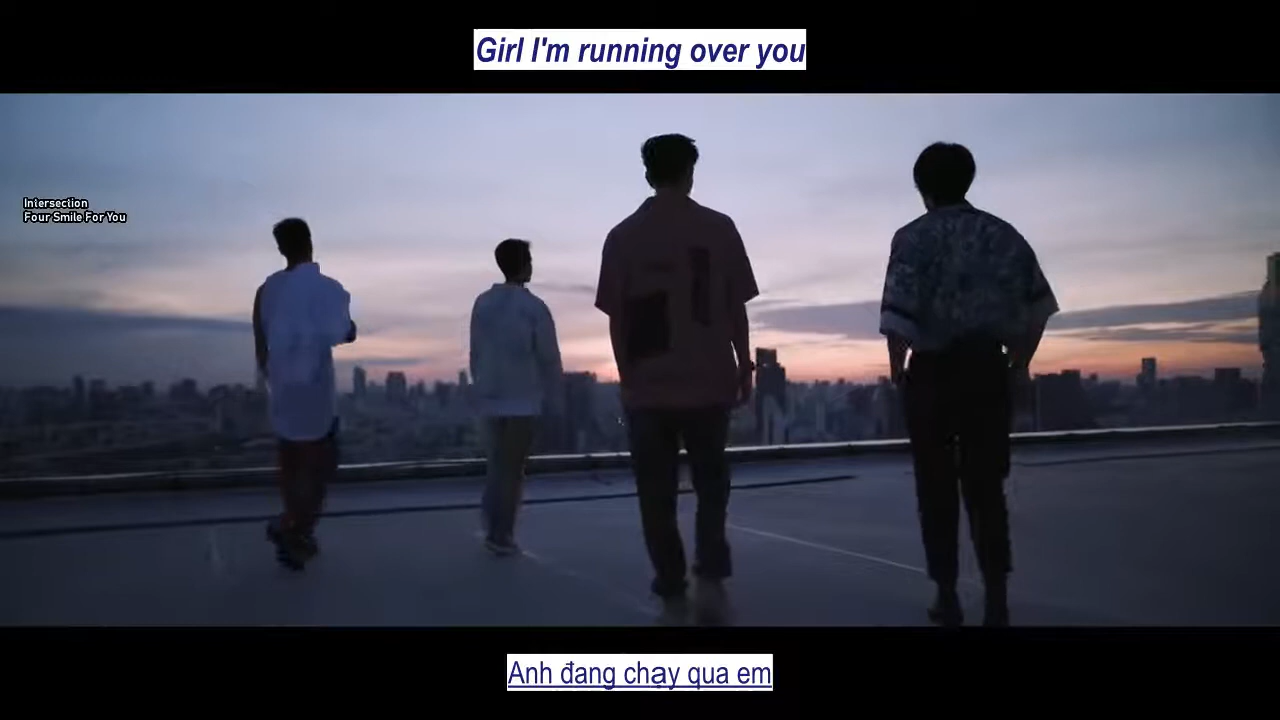 Girl I'm running over you
Intersection
Four Smile For You
Anh đang chạy qua em